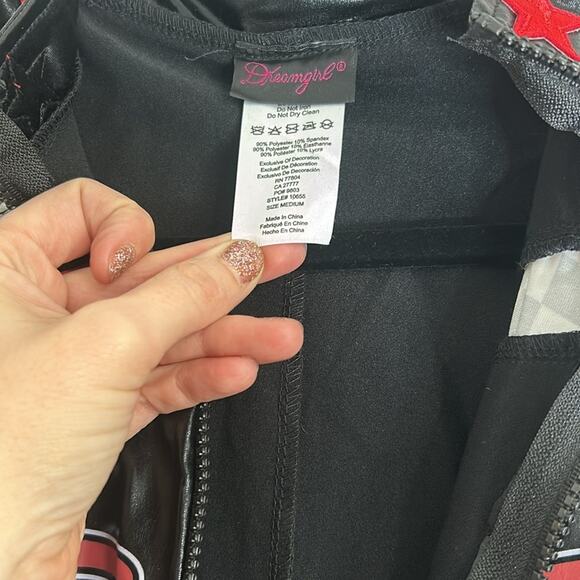 Dreamgirl®
Do Not Iron
Do Not Dry Clean
90% Polyester 10% Spandex
90% Polyester 10% Élasthanne
90% Poliéster 10% Lycra
Exclusive Of Decoration
Exclusif De Décoration
Exclusivo De Decoración
RN 77804
CA 27777
PO# 9803
STYLE# 10655
SIZE MEDIUM
Made In China
Fabriqué En Chine
Hecho En China